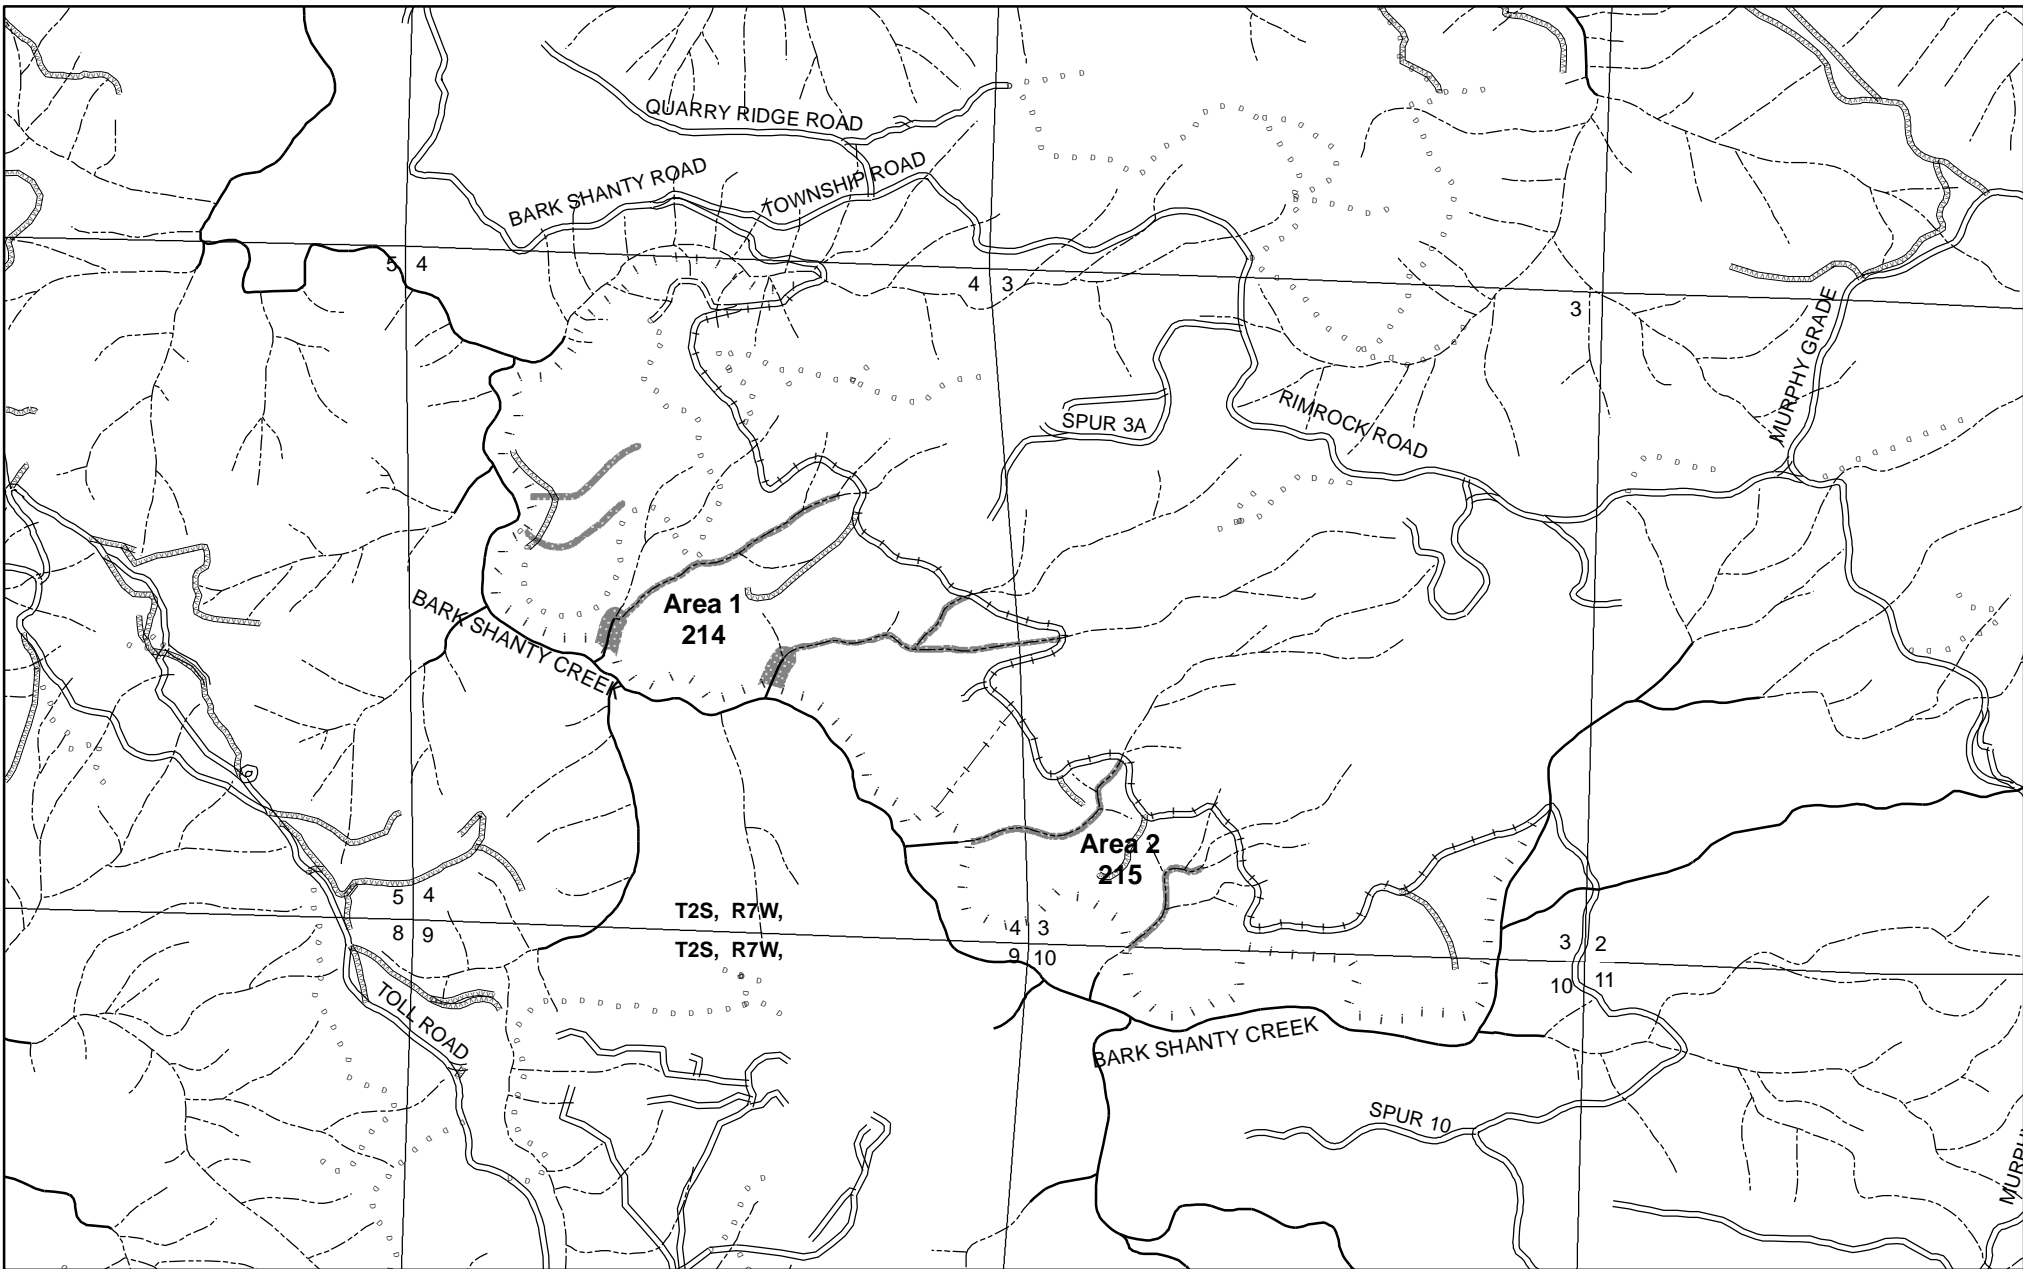 QUARRY RIDGE ROAD
BARK SHANTY ROAD
TOWNSHIP ROAD
5 4
4 3
3
MURPHY GRADE
SPUR 3A
RIMROCK ROAD
Area 1
214
BARK SHANTY CREEK
Area 2
215
5 4
8 9
T2S, R7W,
T2S, R7W,
4 3
9 10
3 2
10 11
TOLL ROAD
BARK SHANTY CREEK
SPUR 10